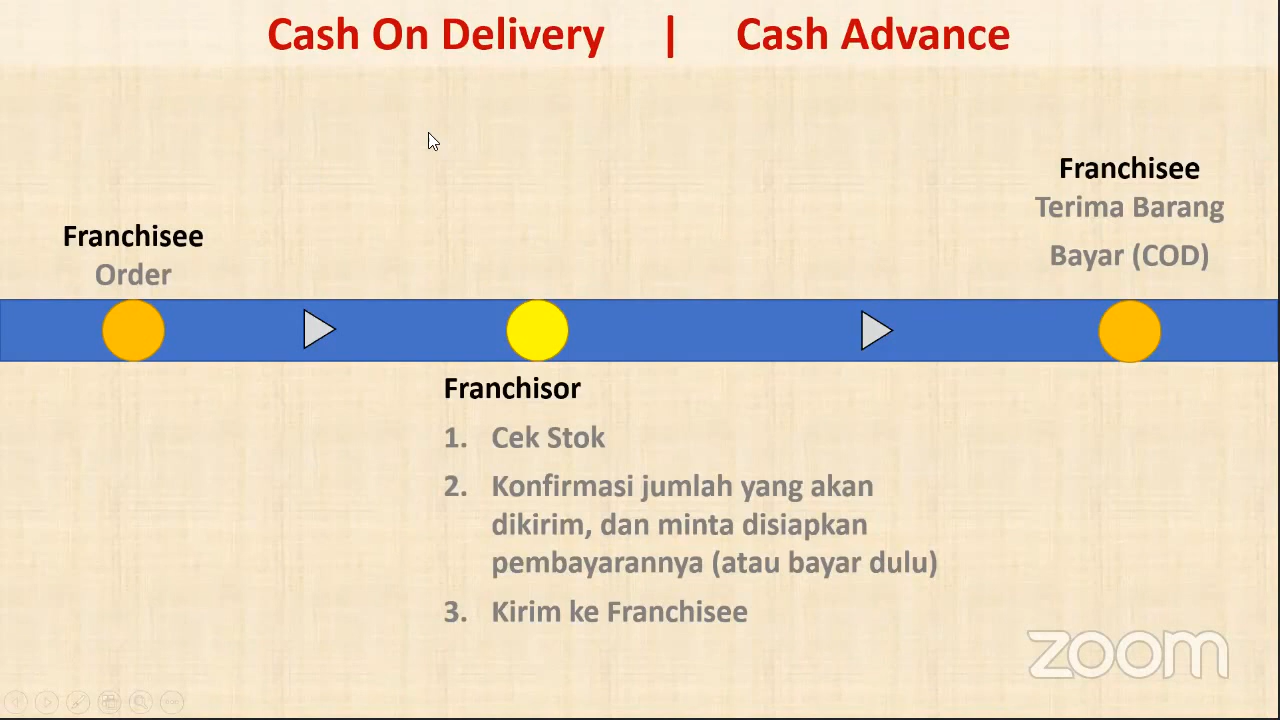 Cash On Delivery | Cash Advance
Franchisee
Order
Franchisee
Terima Barang
Bayar (COD)
Franchisor
1. Cek Stok
2. Konfirmasi jumlah yang akan
dikirim, dan minta disiapkan
pembayarannya (atau bayar dulu)
3. Kirim ke Franchisee
zoom